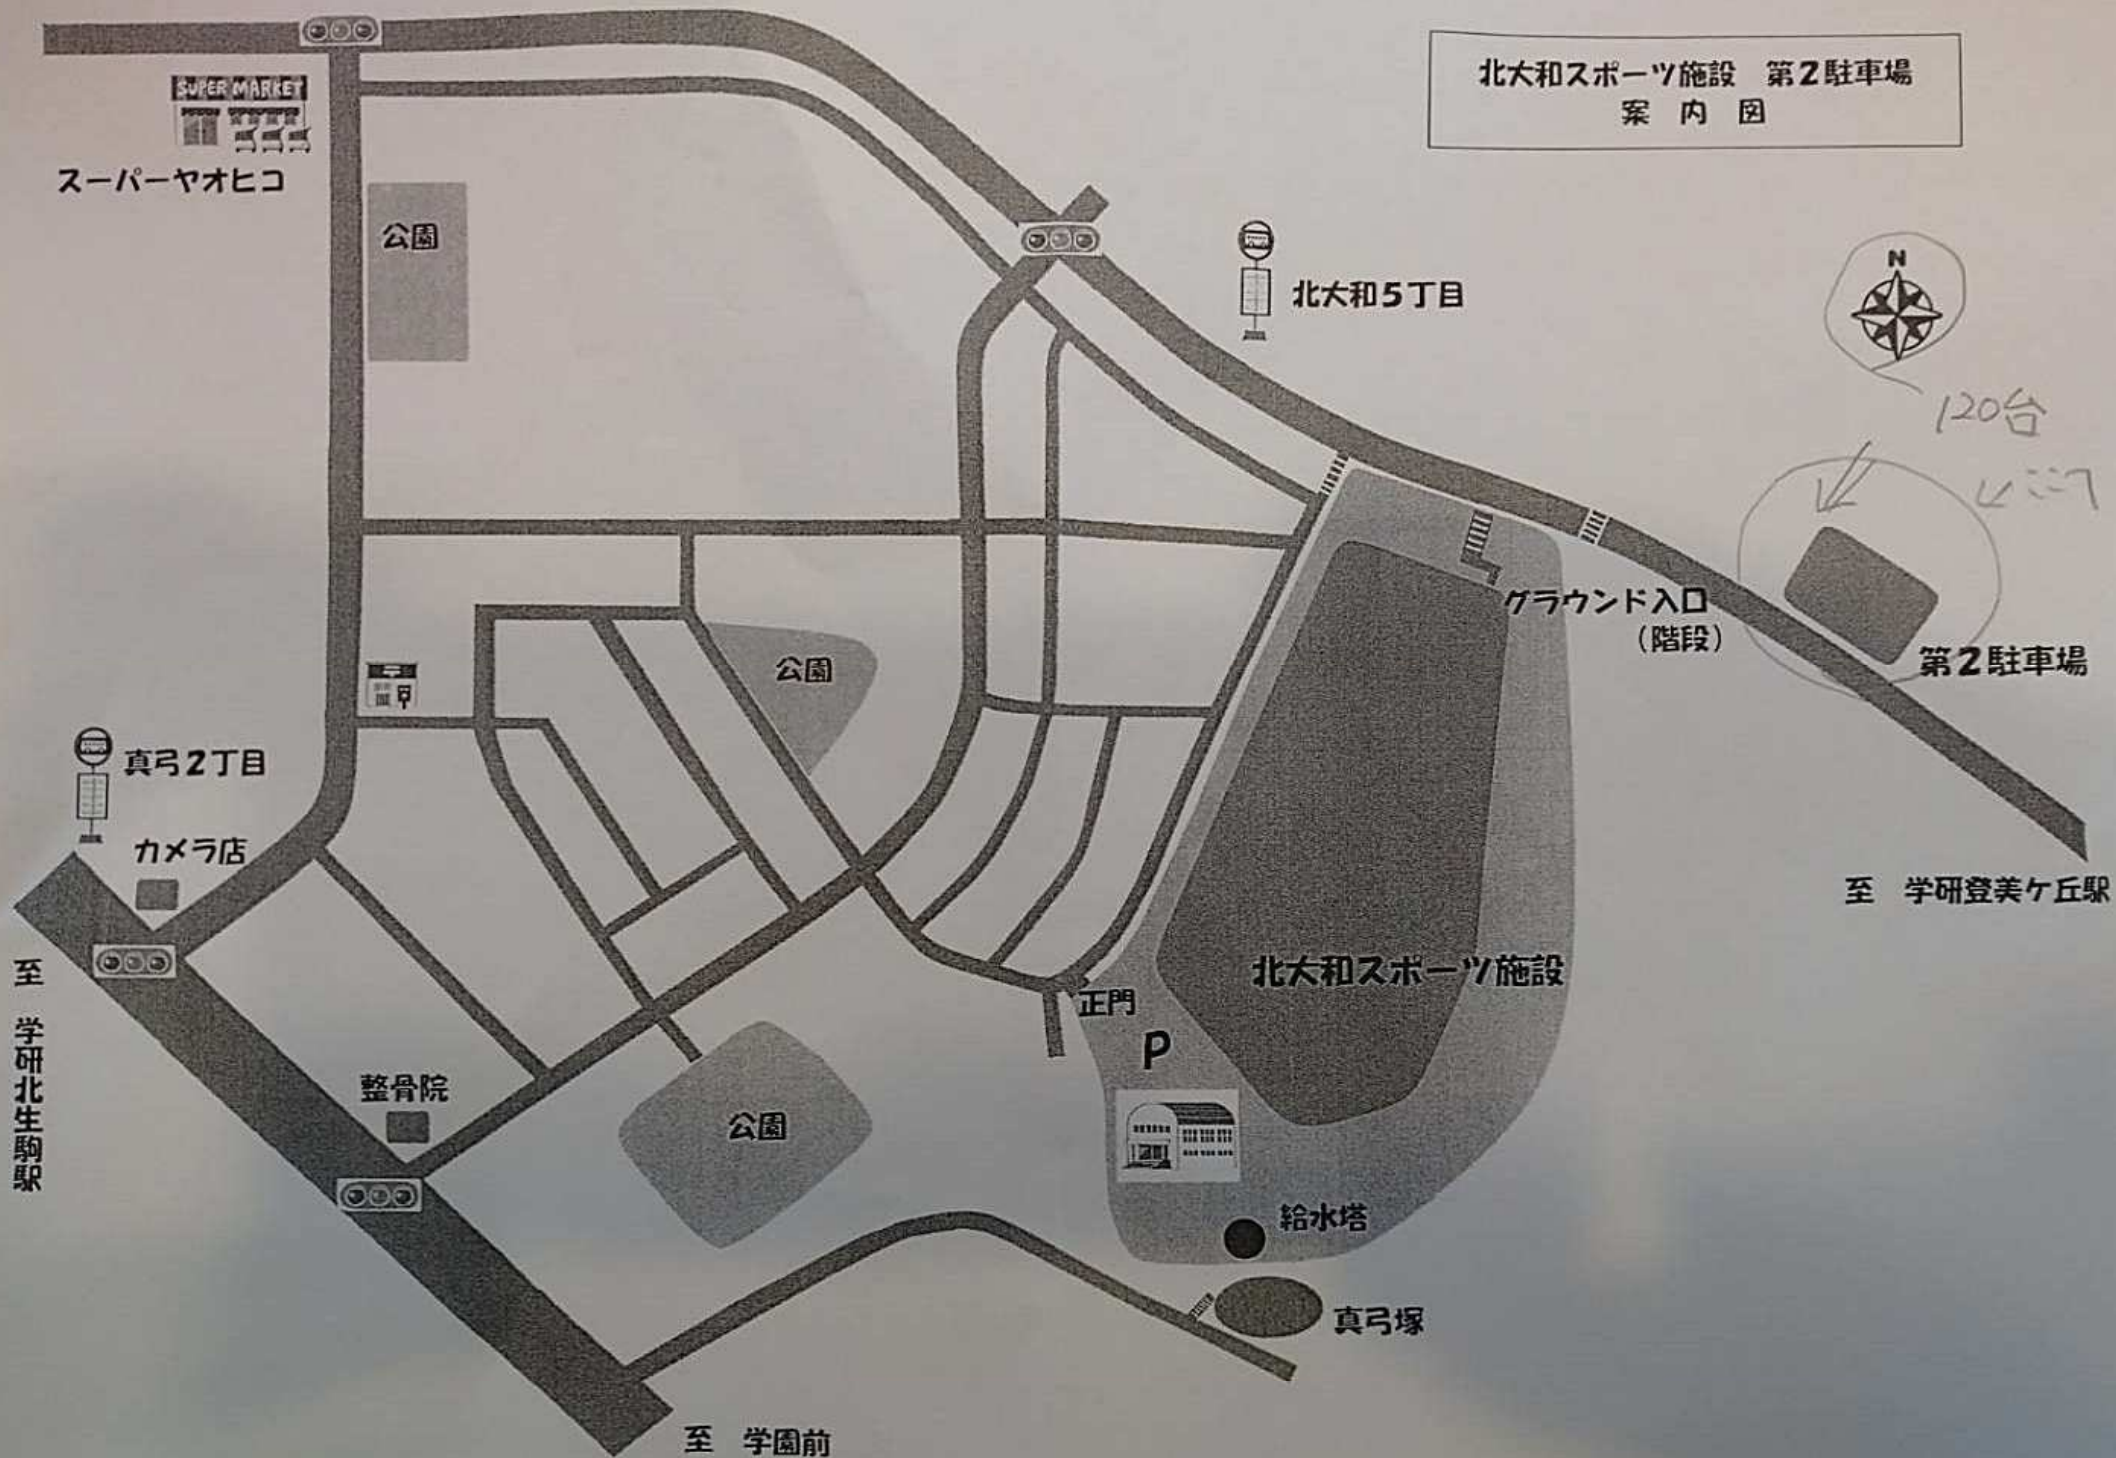 北大和スポーツ施設 第2駐車場
案内図
SUPER MARKET
スーパーヤオヒコ
公園
北大和5丁目
N
120台
ここ
グラウンド入口
(階段)
第2駐車場
公園
真弓2丁目
カメラ店
至 学研登美ケ丘駅
至 学研北生駒駅
北大和スポーツ施設
正門
P
整骨院
公園
給水塔
真弓塚
至 学園前